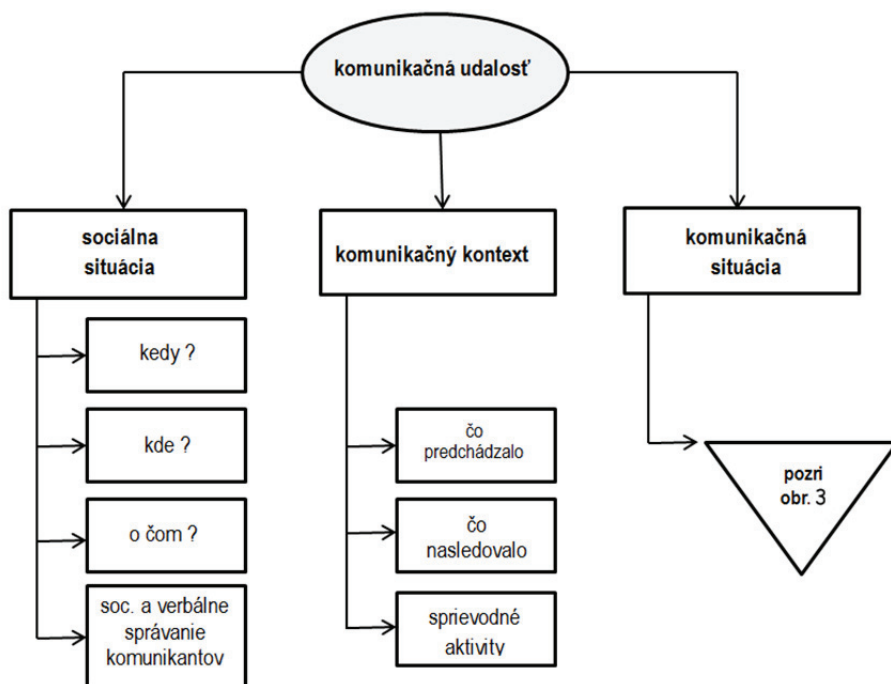 komunikačná udalosť
sociálna
situácia
kedy ?
kde ?
o čom ?
soc. a verbálne
správanie
komunikantov
komunikačný kontext
čo
predchádzalo
čo
nasledovalo
sprievodné
aktivity
komunikačná
situácia
pozri
obr. 3